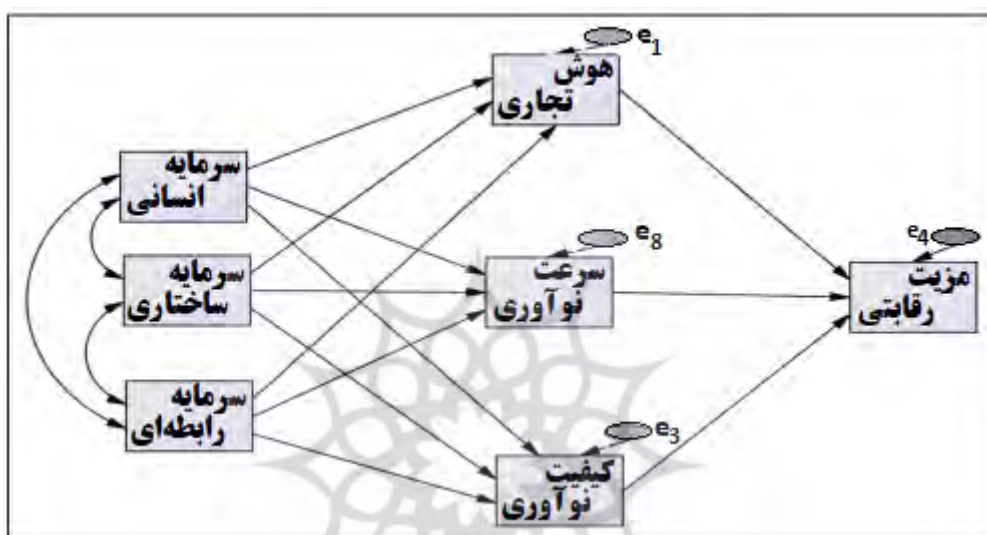 هوش
تجاری
e1
سرمایه
انسانی
سرعت
نوآوری
e8
سرمایه
ساختاری
مزیت
رقابتی
e4
سرمایه
رابطه‌ای
کیفیت
نوآوری
e3